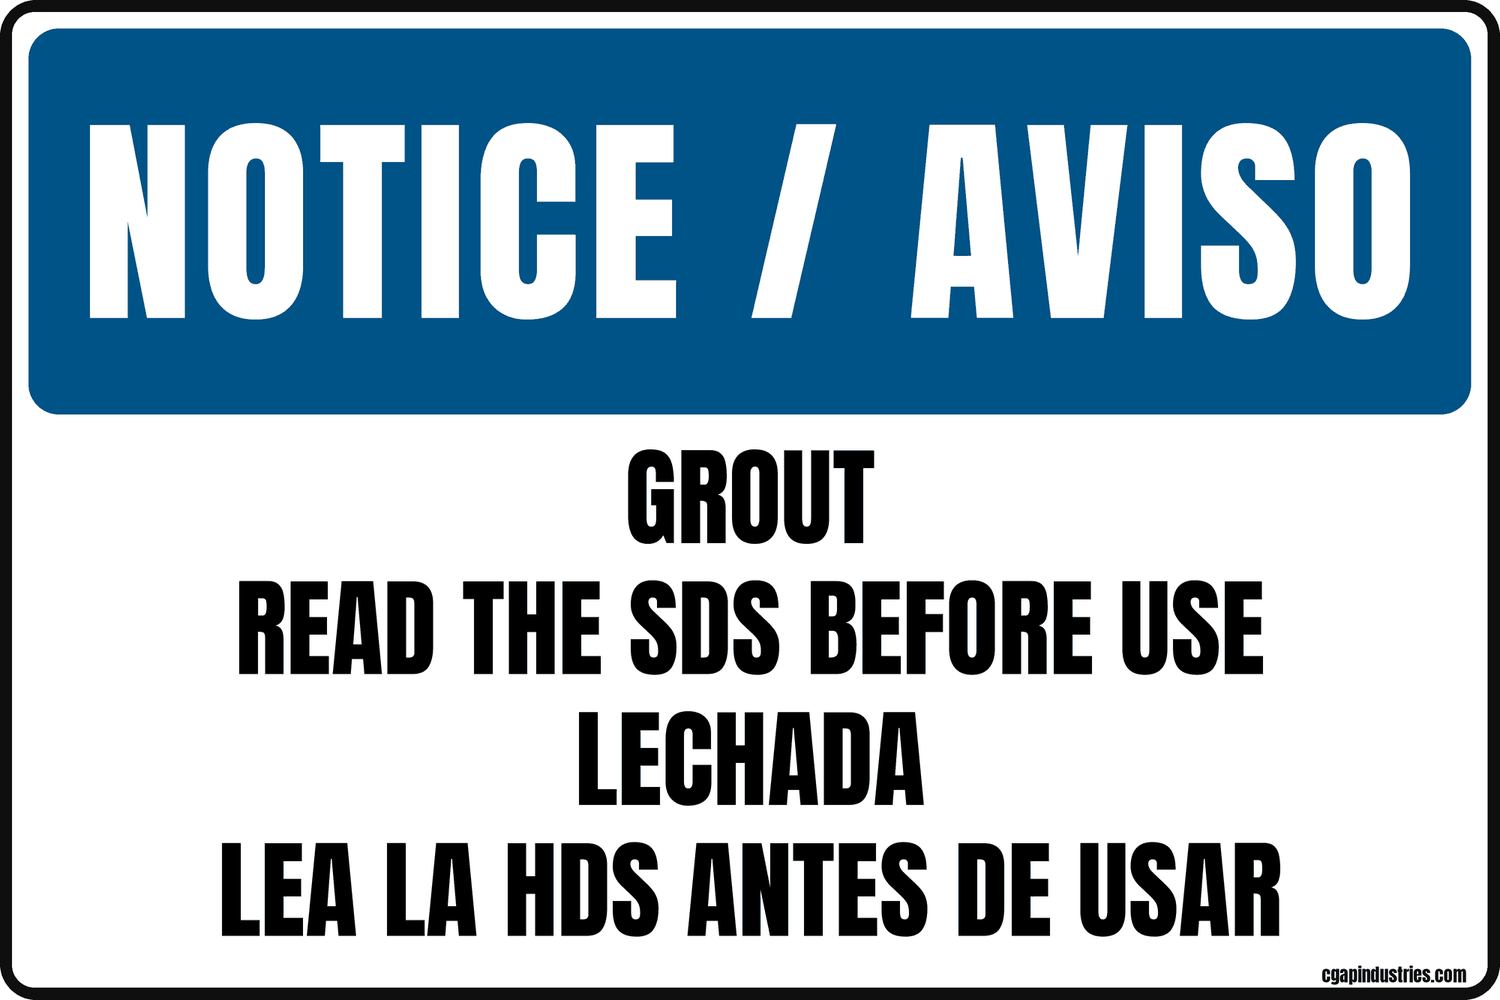 NOTICE / AVISO
GROUT
READ THE SDS BEFORE USE
LECHADA
LEA LA HDS ANTES DE USAR
cgapindustries.com